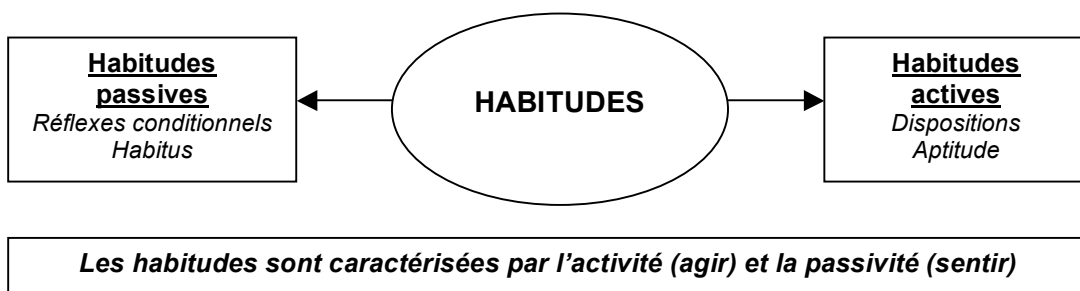 Habitudes
passives
Réflexes conditionnels
Habitus
HABITUDES
Habitudes
actives
Dispositions
Aptitude
Les habitudes sont caractérisées par l’activité (agir) et la passivité (sentir)